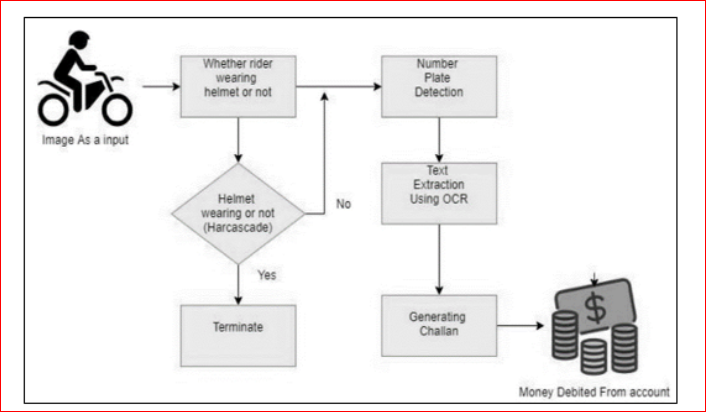 Image As a input
Whether rider
wearing
helmet or not
Helmet
wearing or not
(Harcascade)
No
Yes
Terminate
Number
Plate
Detection
Text
Extraction
Using OCR
Generating
Challan
$
Money Debited From account